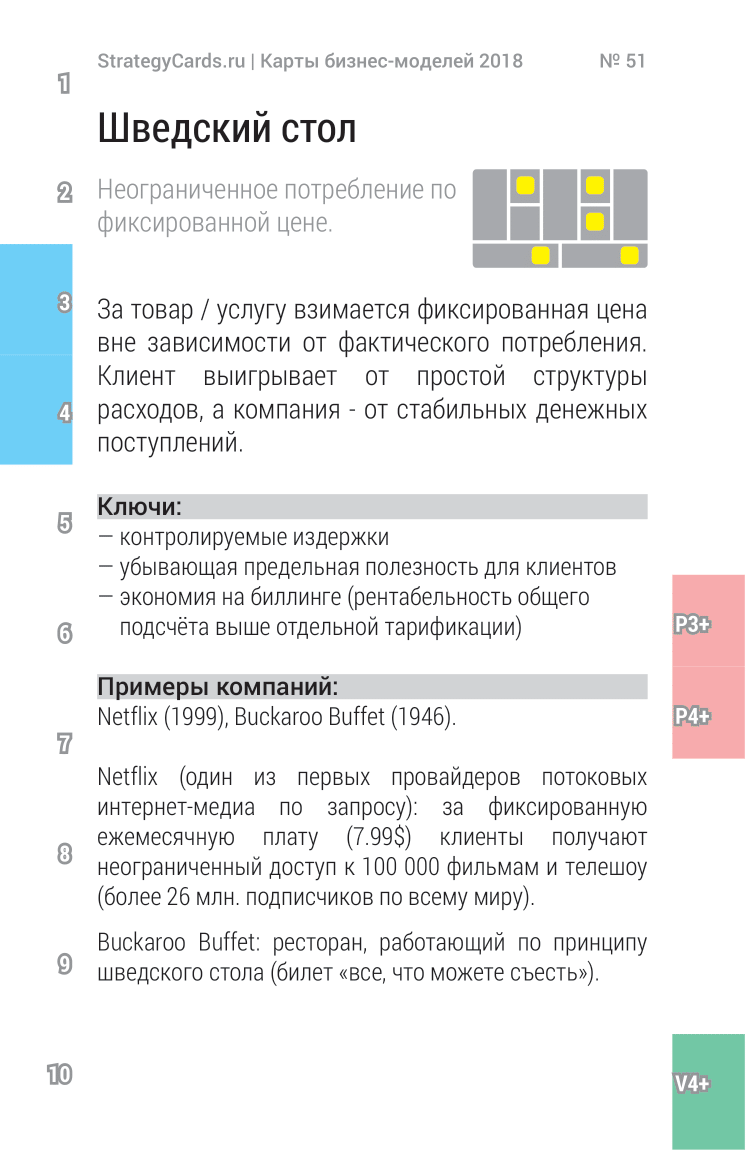 StrategyCards.ru | Карты бизнес-моделей 2018 № 51
1
Шведский стол
2
Неограниченное потребление по
фиксированной цене.
3
За товар / услугу взимается фиксированная цена
вне зависимости от фактического потребления.
Клиент выигрывает от простой структуры
4
расходов, а компания - от стабильных денежных
поступлений.
Ключи:
5
— контролируемые издержки
— убывающая предельная полезность для клиентов
— экономия на биллинге (рентабельность общего
P3+
6
подсчёта выше отдельной тарификации)
Примеры компаний:
Netflix (1999), Buckaroo Buffet (1946).
P4+
7
Netflix (один из первых провайдеров потоковых
интернет-медиа по запросу): за фиксированную
ежемесячную плату (7.99$) клиенты получают
8
неограниченный доступ к 100 000 фильмам и телешоу
(более 26 млн. подписчиков по всему миру).
Buckaroo Buffet: ресторан, работающий по принципу
9
шведского стола (билет «все, что можете съесть»).
10
V4+